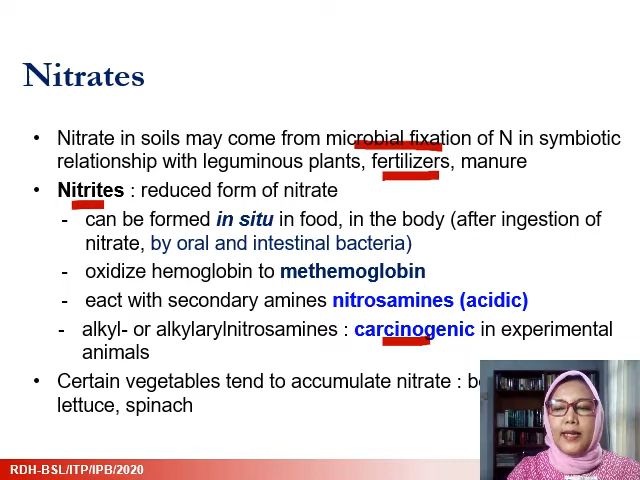 Nitrates
• Nitrate in soils may come from microbial fixation of N in symbiotic
relationship with leguminous plants, fertilizers, manure
• Nitrites : reduced form of nitrate
- can be formed in situ in food, in the body (after ingestion of
nitrate, by oral and intestinal bacteria)
- oxidize hemoglobin to methemoglobin
- eact with secondary amines nitrosamines (acidic)
- alkyl- or alkylarylnitrosamines : carcinogenic in experimental
animals
• Certain vegetables tend to accumulate nitrate :
lettuce, spinach
RDH-BSL/ITP/IPB/2020